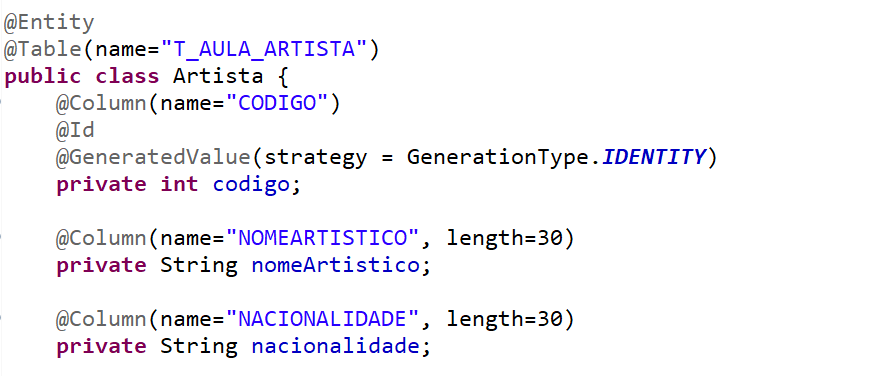 @Entity
@Table(name="T_AULA_ARTISTA")
public class Artista {
@Column(name="CODIGO")
@Id
@GeneratedValue(strategy = GenerationType.IDENTITY)
private int codigo;
@Column(name="NOMEARTISTICO", length=30)
private String nomeArtistico;
@Column(name="NACIONALIDADE", length=30)
private String nacionalidade;